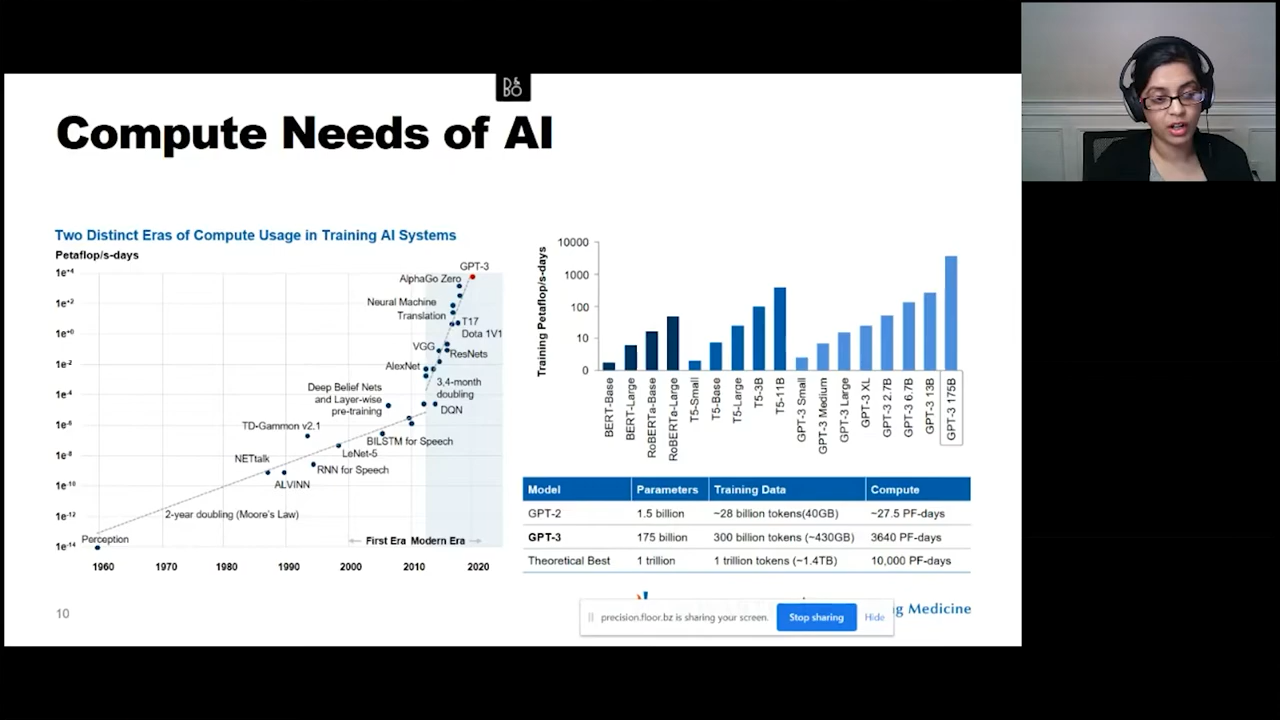 B&O
Compute Needs of AI
Two Distinct Eras of Compute Usage in Training AI Systems
Petaflop/s-days
1e+4
1e+2
1e+0
1e-2
1e-4
1e-6
1e-8
1e-10
1e-12
1e-14
GPT-3
AlphaGo Zero
Neural Machine
Translation
T17
Dota 1V1
VGG
ResNets
AlexNet
3,4-month
doubling
Deep Belief Nets
and Layer-wise
pre-training
DQN
TD-Gammon v2.1
BILSTM for Speech
LeNet-5
NETtalk
RNN for Speech
ALVINN
2-year doubling (Moore's Law)
Perception
First Era
Modern Era
1960 1970 1980 1990 2000 2010 2020
Training Petaflop/s-days
10000
1000
100
10
0
BERT-Base
BERT-Large
RoBERTa-Base
RoBERTa-Large
T5-Small
T5-Base
T5-Large
T5-3B
T5-11B
GPT-3 Small
GPT-3 Medium
GPT-3 Large
GPT-3 XL
GPT-3 2.7B
GPT-3 6.7B
GPT-3 13B
GPT-3 175B
Model Parameters Training Data Compute
GPT-2 1.5 billion ~28 billion tokens(40GB) ~27.5 PF-days
GPT-3 175 billion 300 billion tokens (~430GB) 3640 PF-days
Theoretical Best 1 trillion 1 trillion tokens (~1.4TB) 10,000 PF-days
10
precision.floor.bz is sharing your screen.
Stop sharing
Hide
Medicine